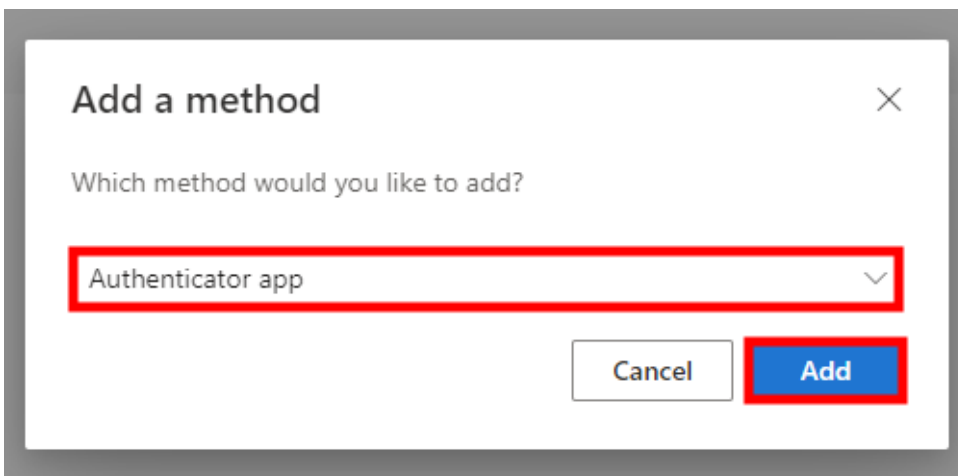 Add a method
Which method would you like to add?
Authenticator app
Cancel
Add